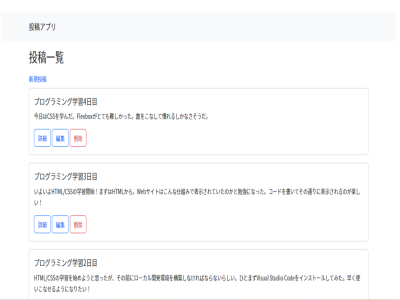 投稿アプリ
投稿一覧
新規投稿
プログラミング学習4日目
今日はCSSを学んだ。Flexboxがとても難しかった。数をこなして慣れるしかなさそうだ。
詳細 編集 削除
プログラミング学習3日目
いよいよHTML/CSSの学習開始！まずはHTMLから。Webサイトはこんな仕組みで表示されていたのかと勉強になった。コードを書いてその通りに表示されるのが楽し
い！
詳細 編集 削除
プログラミング学習2日目
HTML/CSSの学習を始めようと思ったが、その前にローカル開発環境を構築しなければならないらしい。ひとまずVisual Studio Codeをインストールしてみた。早く使
いこなせるようになりたい！